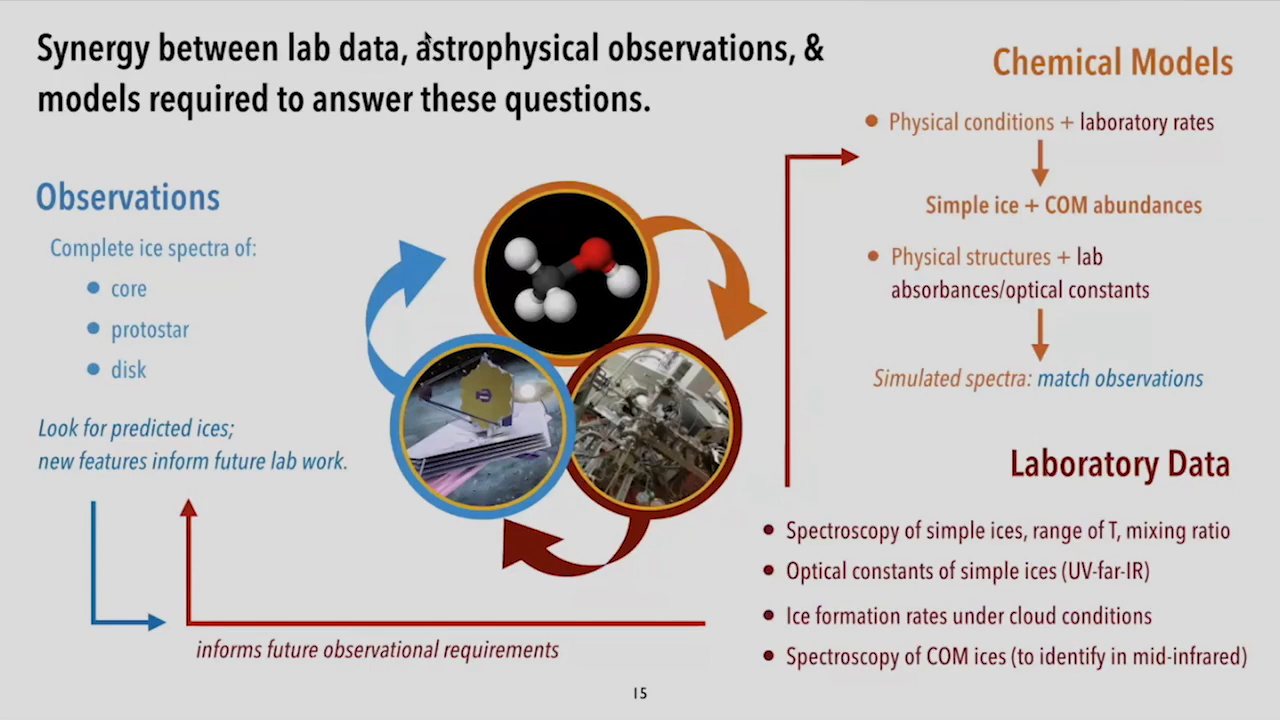 Synergy between lab data, astrophysical observations, &
models required to answer these questions.
Observations
Complete ice spectra of:
• core
• protostar
• disk
Look for predicted ices;
new features inform future lab work.
informs future observational requirements
Chemical Models
• Physical conditions + laboratory rates
Simple ice + COM abundances
• Physical structures + lab
absorbances/optical constants
Simulated spectra: match observations
Laboratory Data
• Spectroscopy of simple ices, range of T, mixing ratio
• Optical constants of simple ices (UV-far-IR)
• Ice formation rates under cloud conditions
• Spectroscopy of COM ices (to identify in mid-infrared)
15